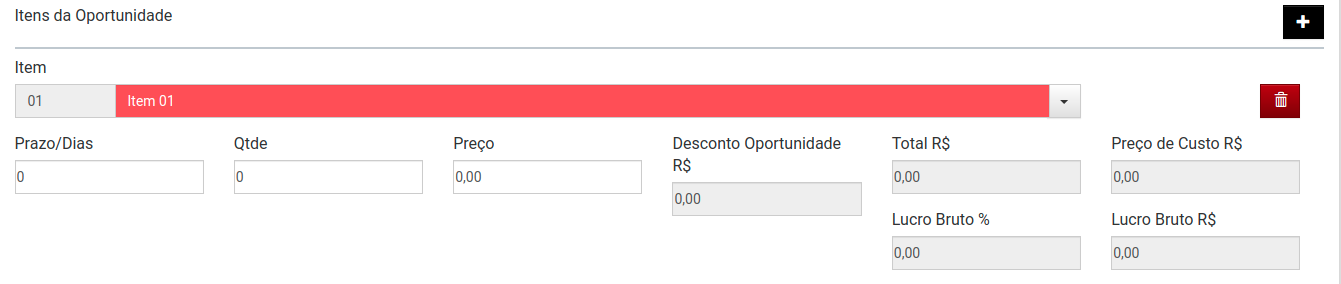 Itens da Oportunidade
Item
01 Item 01
Prazo/Dias Qtde Preço Desconto Oportunidade R$ Total R$ Preço de Custo R$
0 0 0,00 0,00 0,00 0,00
Lucro Bruto % Lucro Bruto R$
0,00 0,00